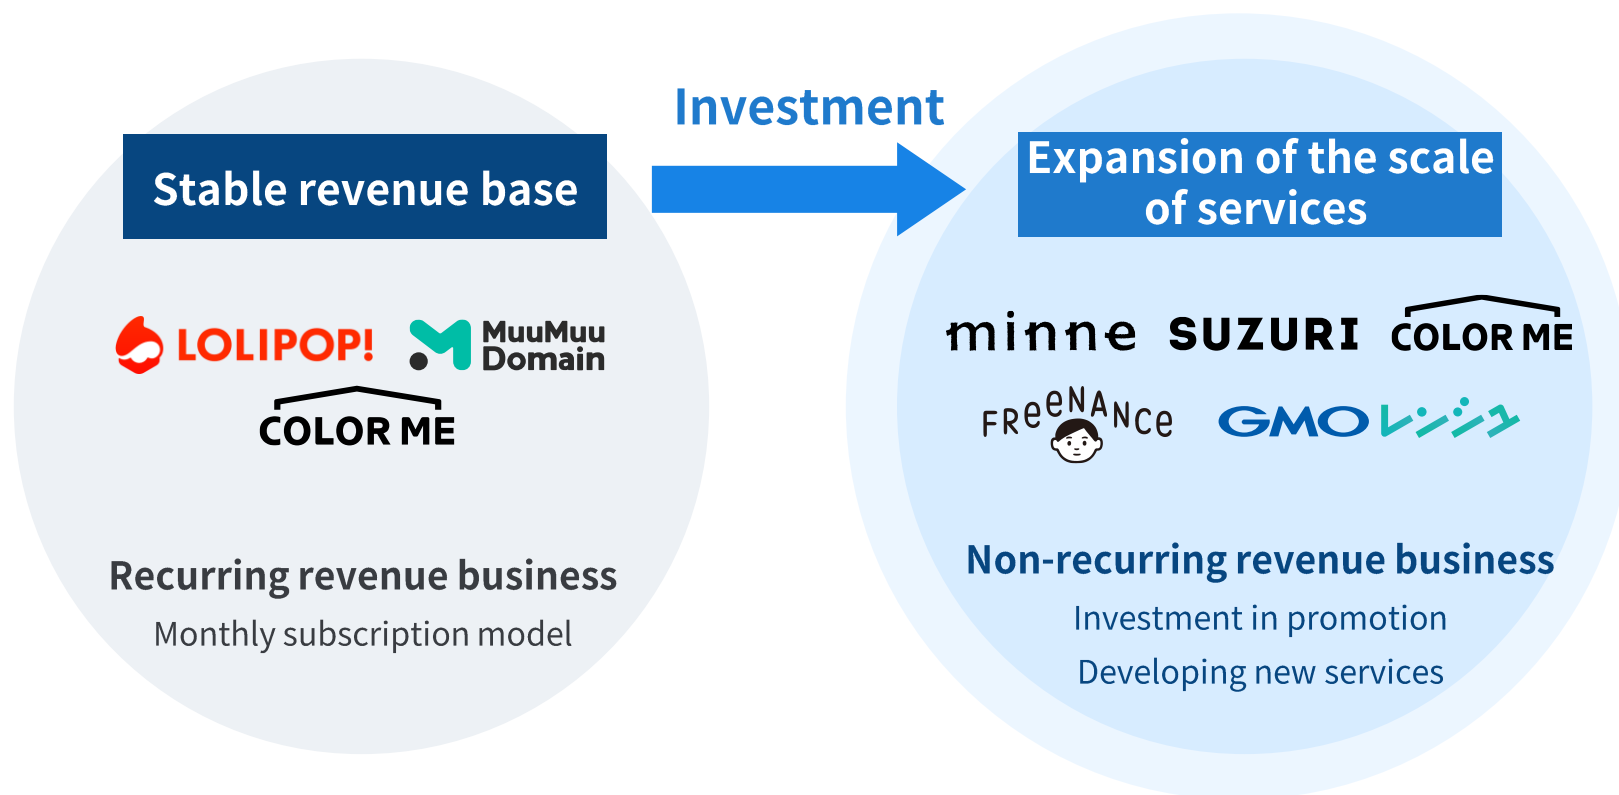 Investment
Stable revenue base
LOLIPOP!
MuuMuu
Domain
COLOR ME
Recurring revenue business
Monthly subscription model
Expansion of the scale
of services
minne
SUZURI
COLOR ME
FReeNANce
GMO レンシュ
Non-recurring revenue business
Investment in promotion
Developing new services